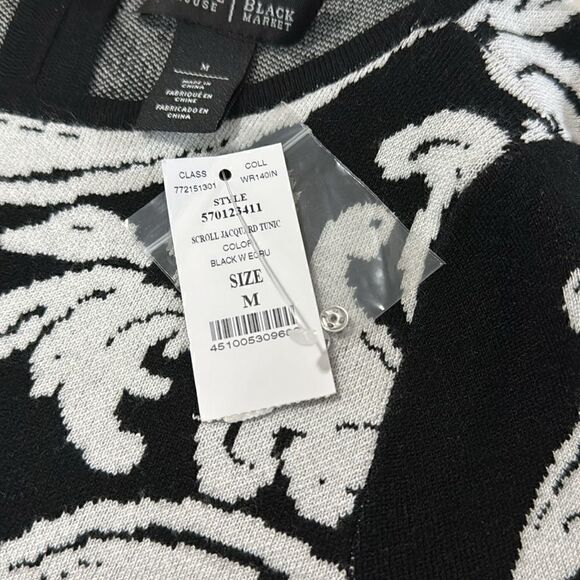 HOUSE | BLACK
MARKET
M
MADE IN
CHINA
FABRIQUÉ EN
CHINE
FABRICADO EN
CHINA
CLASS COLL
772151301 WR140IN
STYLE
570123411
SCROLL JACQUARD TUNIC
COLOR
BLACK W ECRU
SIZE
M
4510053096